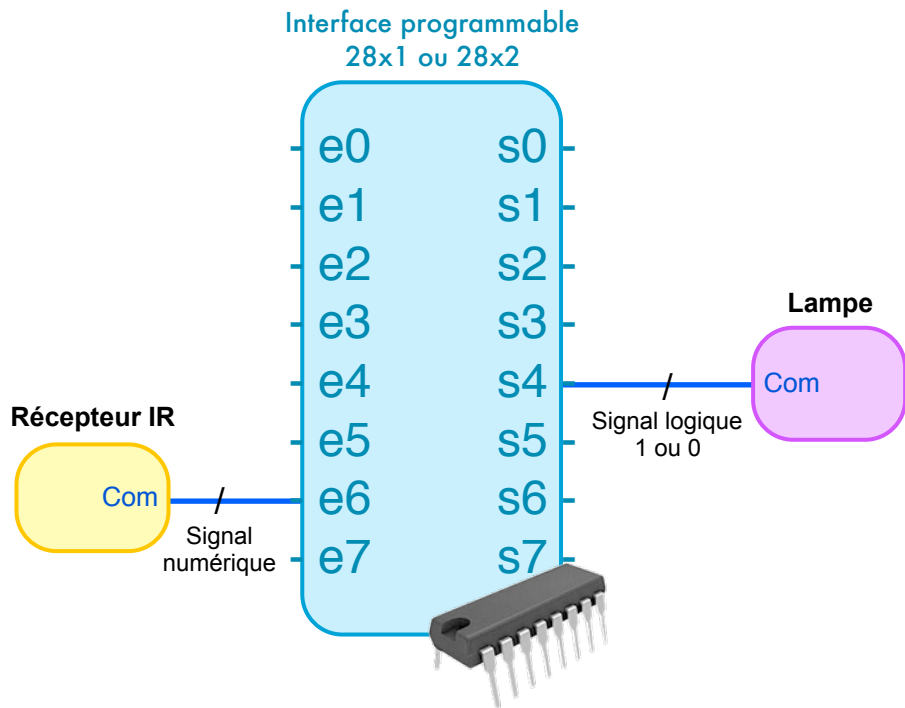 Interface programmable
28x1 ou 28x2
e0
s0
e1
s1
e2
s2
e3
s3
Lampe
e4
s4
Com
Signal logique
1 ou 0
Récepteur IR
e5
s5
Com
e6
s6
Signal
numérique
e7
s7